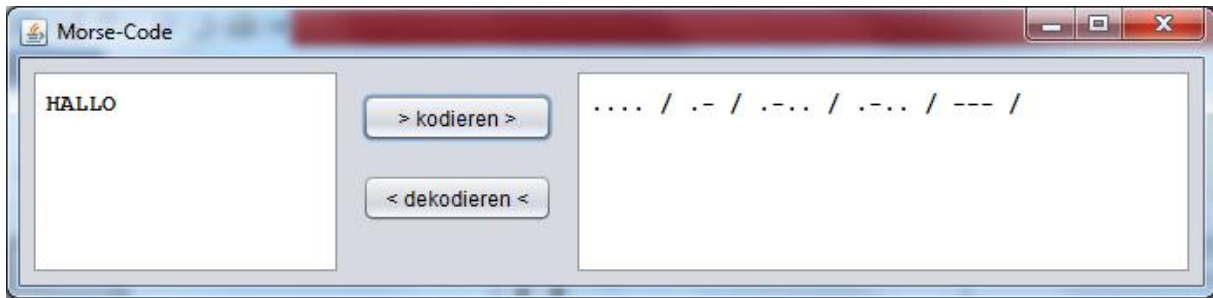 Morse-Code
HALLO
> kodieren >
< dekodieren <
.... / .- / .-.. / .-.. / --- /